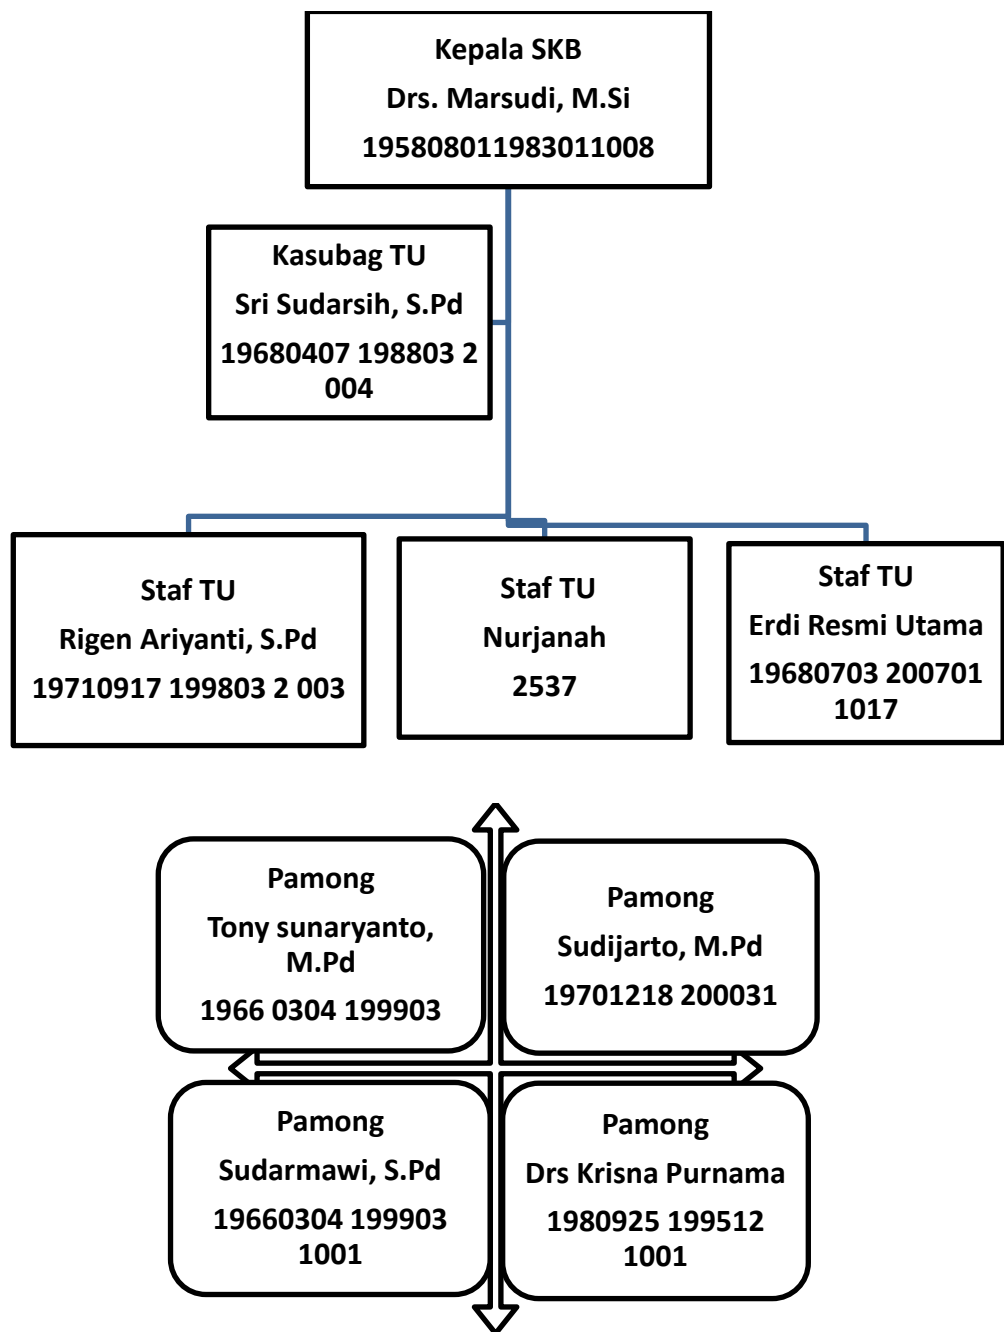 Kepala SKB
Drs. Marsudi, M.Si
195808011983011008
Kasubag TU
Sri Sudarsih, S.Pd
19680407 198803 2
004
Staf TU
Rigen Ariyanti, S.Pd
19710917 199803 2 003
Staf TU
Nurjanah
2537
Staf TU
Erdi Resmi Utama
19680703 200701
1017
Pamong
Tony sunaryanto,
M.Pd
1966 0304 199903
Pamong
Sudijarto, M.Pd
19701218 200031
Pamong
Sudarmawi, S.Pd
19660304 199903
1001
Pamong
Drs Krisna Purnama
1980925 199512
1001